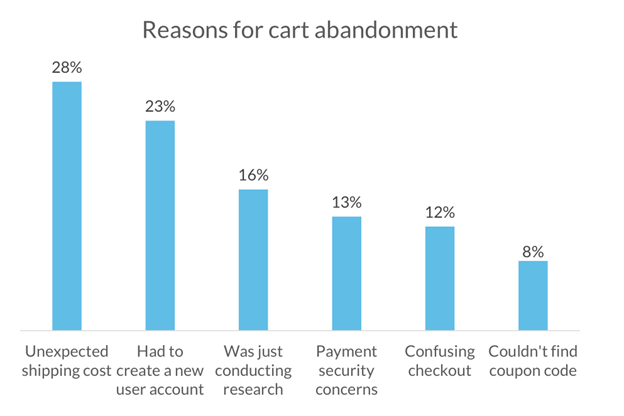 Reasons for cart abandonment
28%
23%
16%
13%
12%
8%
Unexpected
shipping cost
Had to
create a new
user account
Was just
conducting
research
Payment
security
concerns
Confusing
checkout
Couldn't find
coupon code